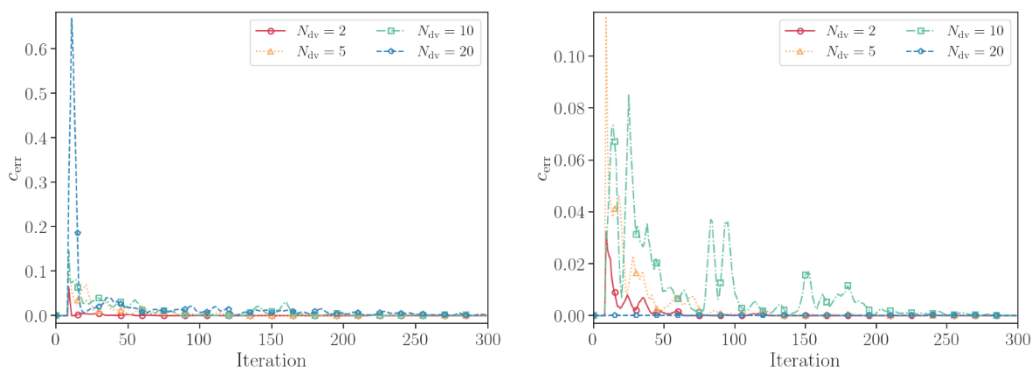 0.6
0.5
0.4
0.3
0.2
0.1
0.0
c_err
0 50 100 150 200 250 300
Iteration
N_dv = 2 N_dv = 10
N_dv = 5 N_dv = 20
0.10
0.08
0.06
0.04
0.02
0.00
c_err
0 50 100 150 200 250 300
Iteration
N_dv = 2 N_dv = 10
N_dv = 5 N_dv = 20